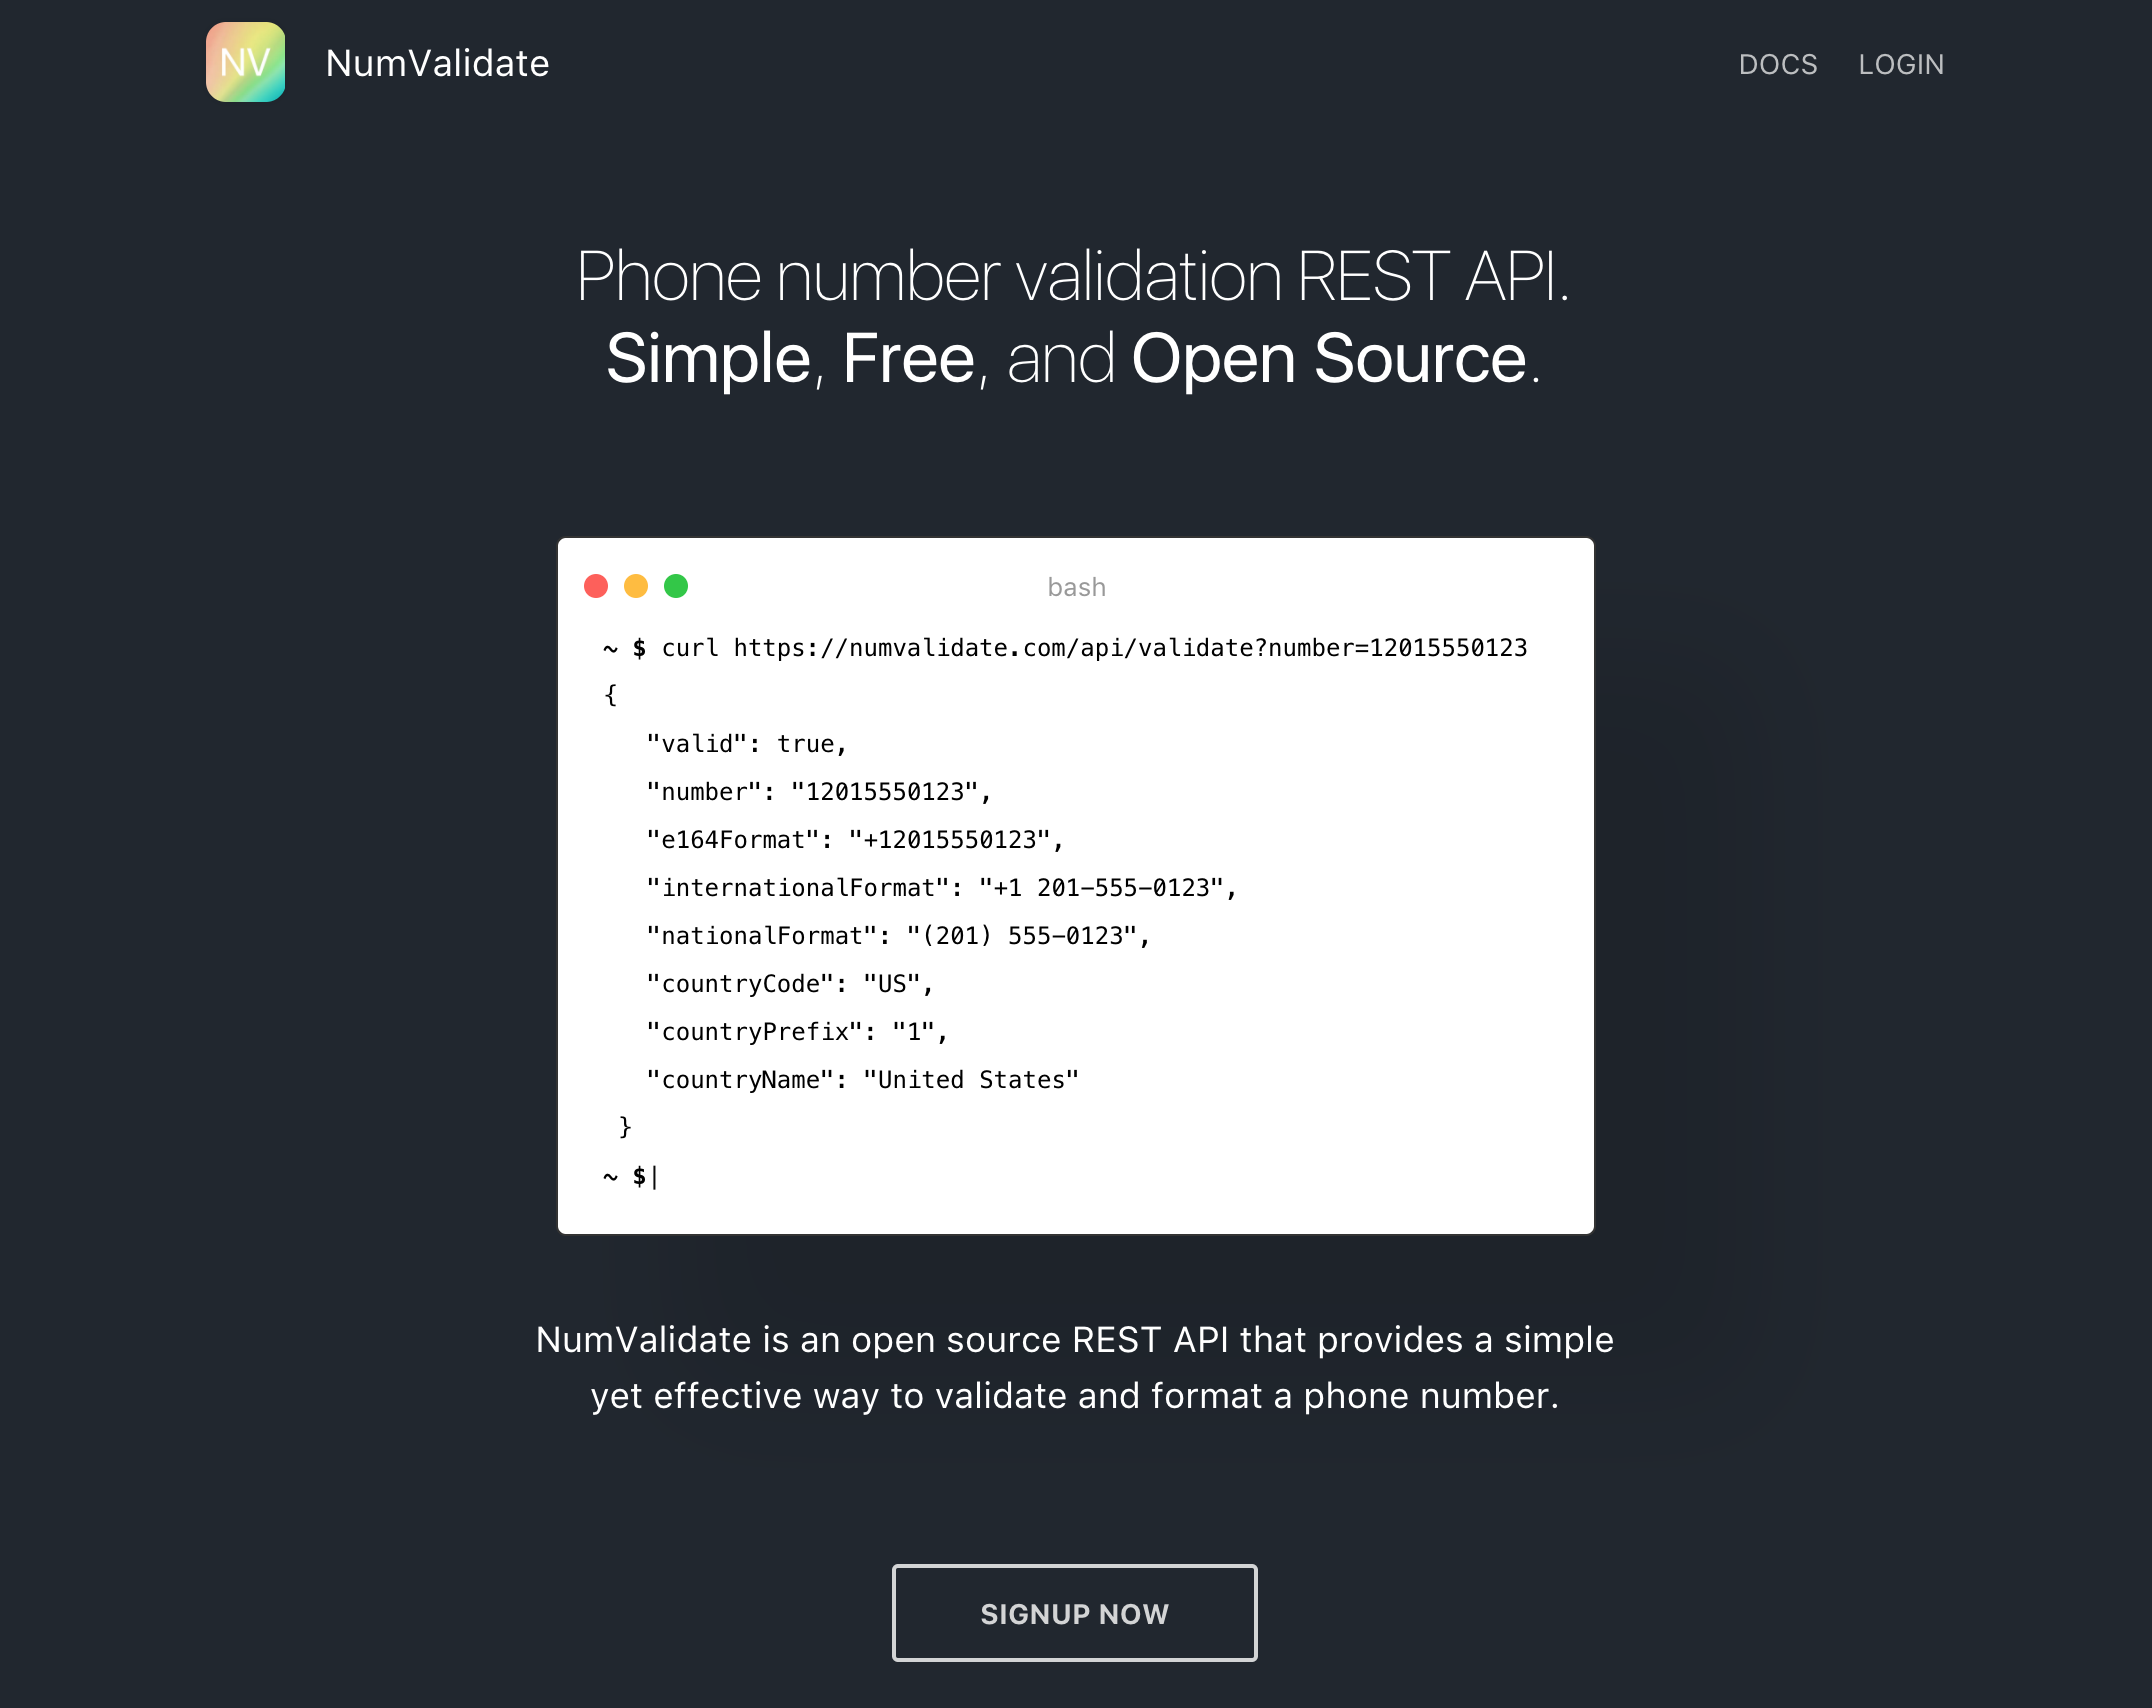 NV
NumValidate
DOCS
LOGIN
Phone number validation REST API.
Simple, Free, and Open Source.
bash
~ $ curl https://numvalidate.com/api/validate?number=12015550123
{
"valid": true,
"number": "12015550123",
"e164Format": "+12015550123",
"internationalFormat": "+1 201-555-0123",
"nationalFormat": "(201) 555-0123",
"countryCode": "US",
"countryPrefix": "1",
"countryName": "United States"
}
~ $|
NumValidate is an open source REST API that provides a simple
yet effective way to validate and format a phone number.
SIGNUP NOW